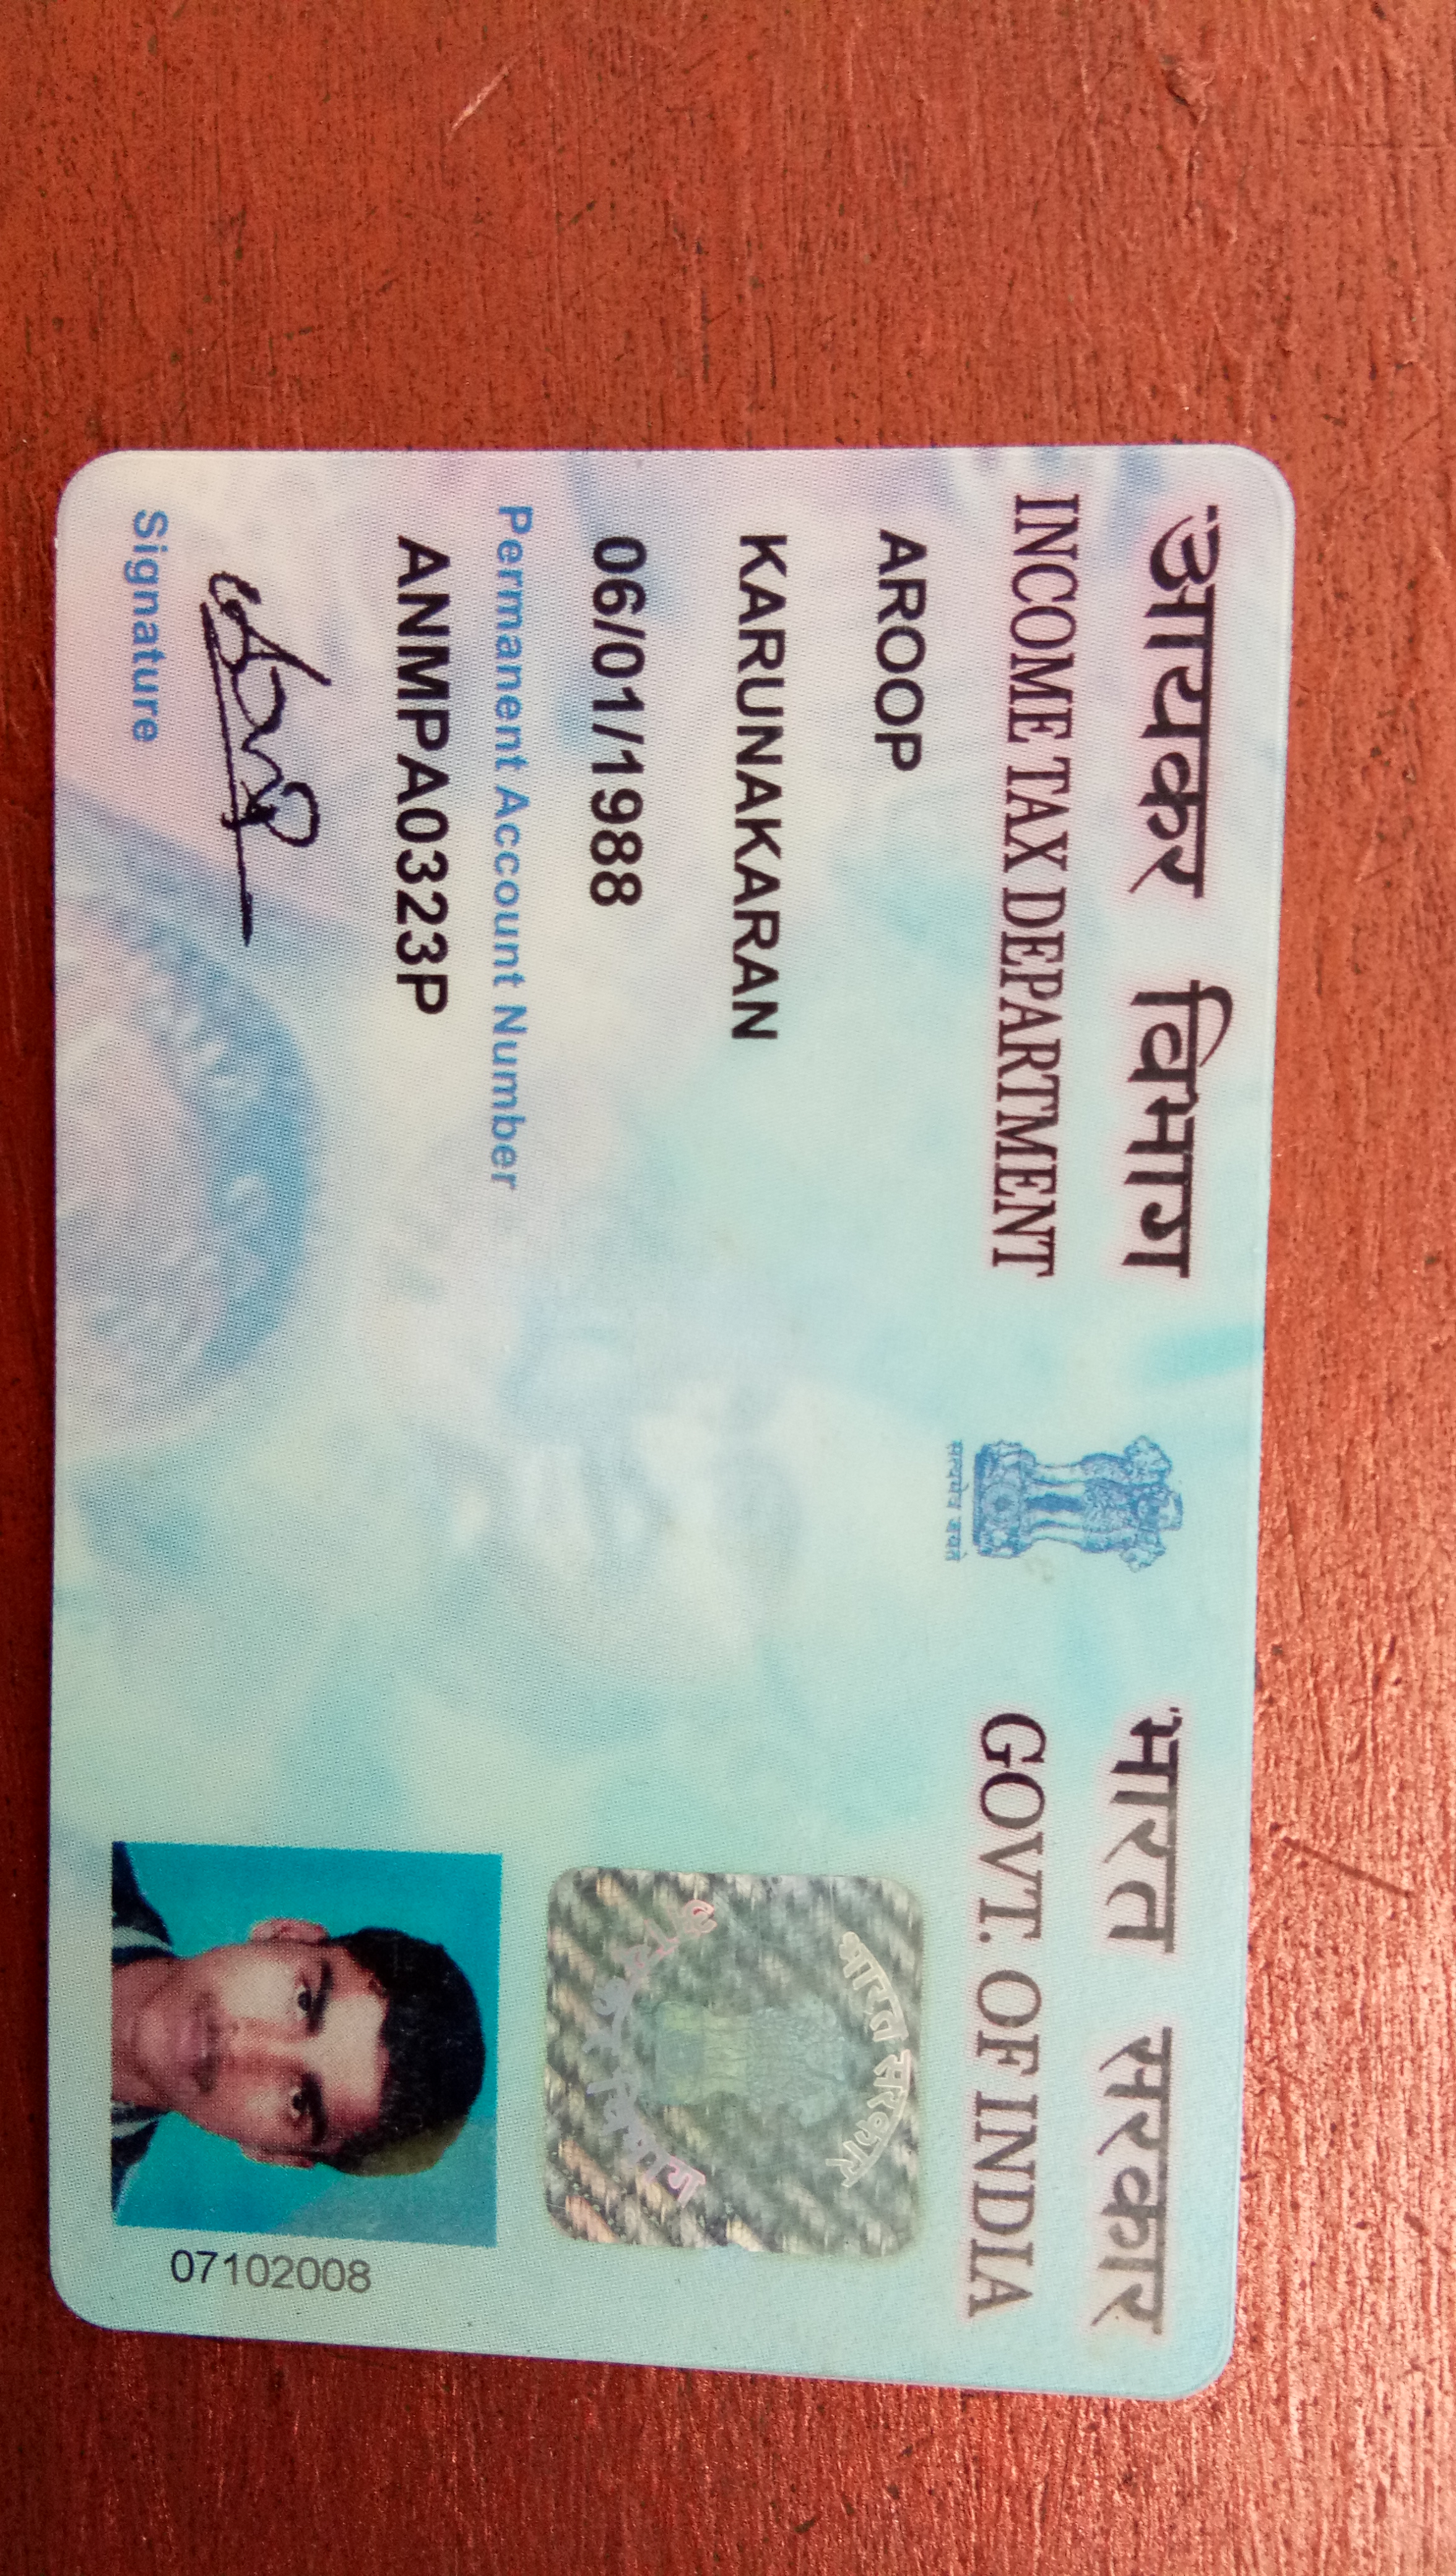 आयकर विभाग
INCOME TAX DEPARTMENT
भारत सरकार
GOVT. OF INDIA
सत्यमेव जयते
AROOP
KARUNAKARAN
06/01/1988
Permanent Account Number
ANMPA0323P
Signature
भारत सरकार
07102008